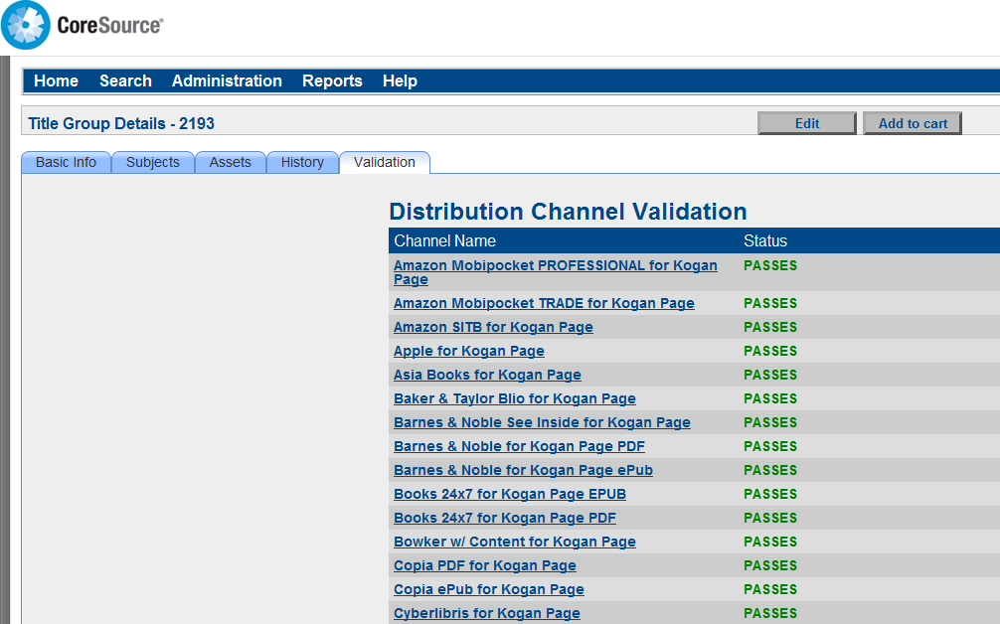 CoreSource®
Home Search Administration Reports Help
Title Group Details - 2193 Edit Add to cart
Basic Info Subjects Assets History Validation
Distribution Channel Validation
Channel Name Status
Amazon Mobipocket PROFESSIONAL for Kogan PASSES
Page
Amazon Mobipocket TRADE for Kogan Page PASSES
Amazon SITB for Kogan Page PASSES
Apple for Kogan Page PASSES
Asia Books for Kogan Page PASSES
Baker & Taylor Blio for Kogan Page PASSES
Barnes & Noble See Inside for Kogan Page PASSES
Barnes & Noble for Kogan Page PDF PASSES
Barnes & Noble for Kogan Page ePub PASSES
Books 24x7 for Kogan Page EPUB PASSES
Books 24x7 for Kogan Page PDF PASSES
Bowker w/ Content for Kogan Page PASSES
Copia PDF for Kogan Page PASSES
Copia ePub for Kogan Page PASSES
Cyberlibris for Kogan Page PASSES